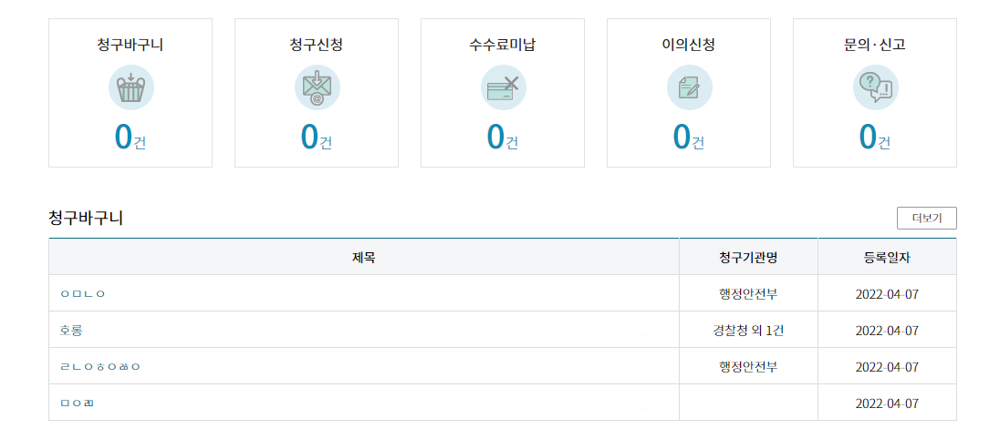 청구바구니 청구신청 수수료미납 이의신청 문의·신고
0건 0건 0건 0건 0건
청구바구니 더보기
제목 청구기관명 등록일자
ㅇㅁㄴㅇ 행정안전부 2022-04-07
호롱 경찰청 외 1건 2022-04-07
ㄹㄴㅇㅎㅇㅀㅇ 행정안전부 2022-04-07
ㅁㅇㄻ 2022-04-07